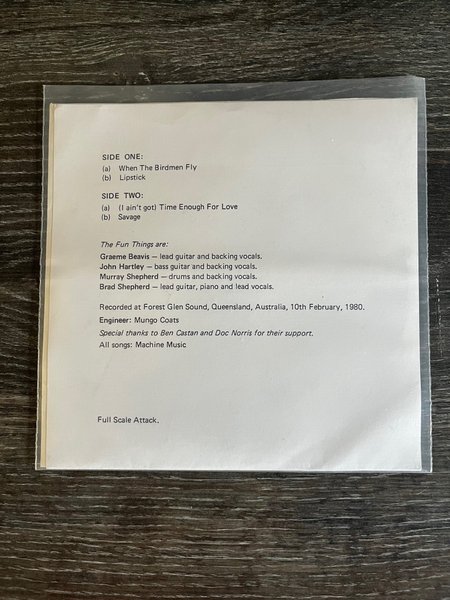 SIDE ONE:
(a) When The Birdmen Fly
(b) Lipstick
SIDE TWO:
(a) (I ain't got) Time Enough For Love
(b) Savage
The Fun Things are:
Graeme Beavis — lead guitar and backing vocals.
John Hartley — bass guitar and backing vocals.
Murray Shepherd — drums and backing vocals.
Brad Shepherd — lead guitar, piano and lead vocals.
Recorded at Forest Glen Sound, Queensland, Australia, 10th February, 1980.
Engineer: Mungo Coats
Special thanks to Ben Castan and Doc Norris for their support.
All songs: Machine Music
Full Scale Attack.